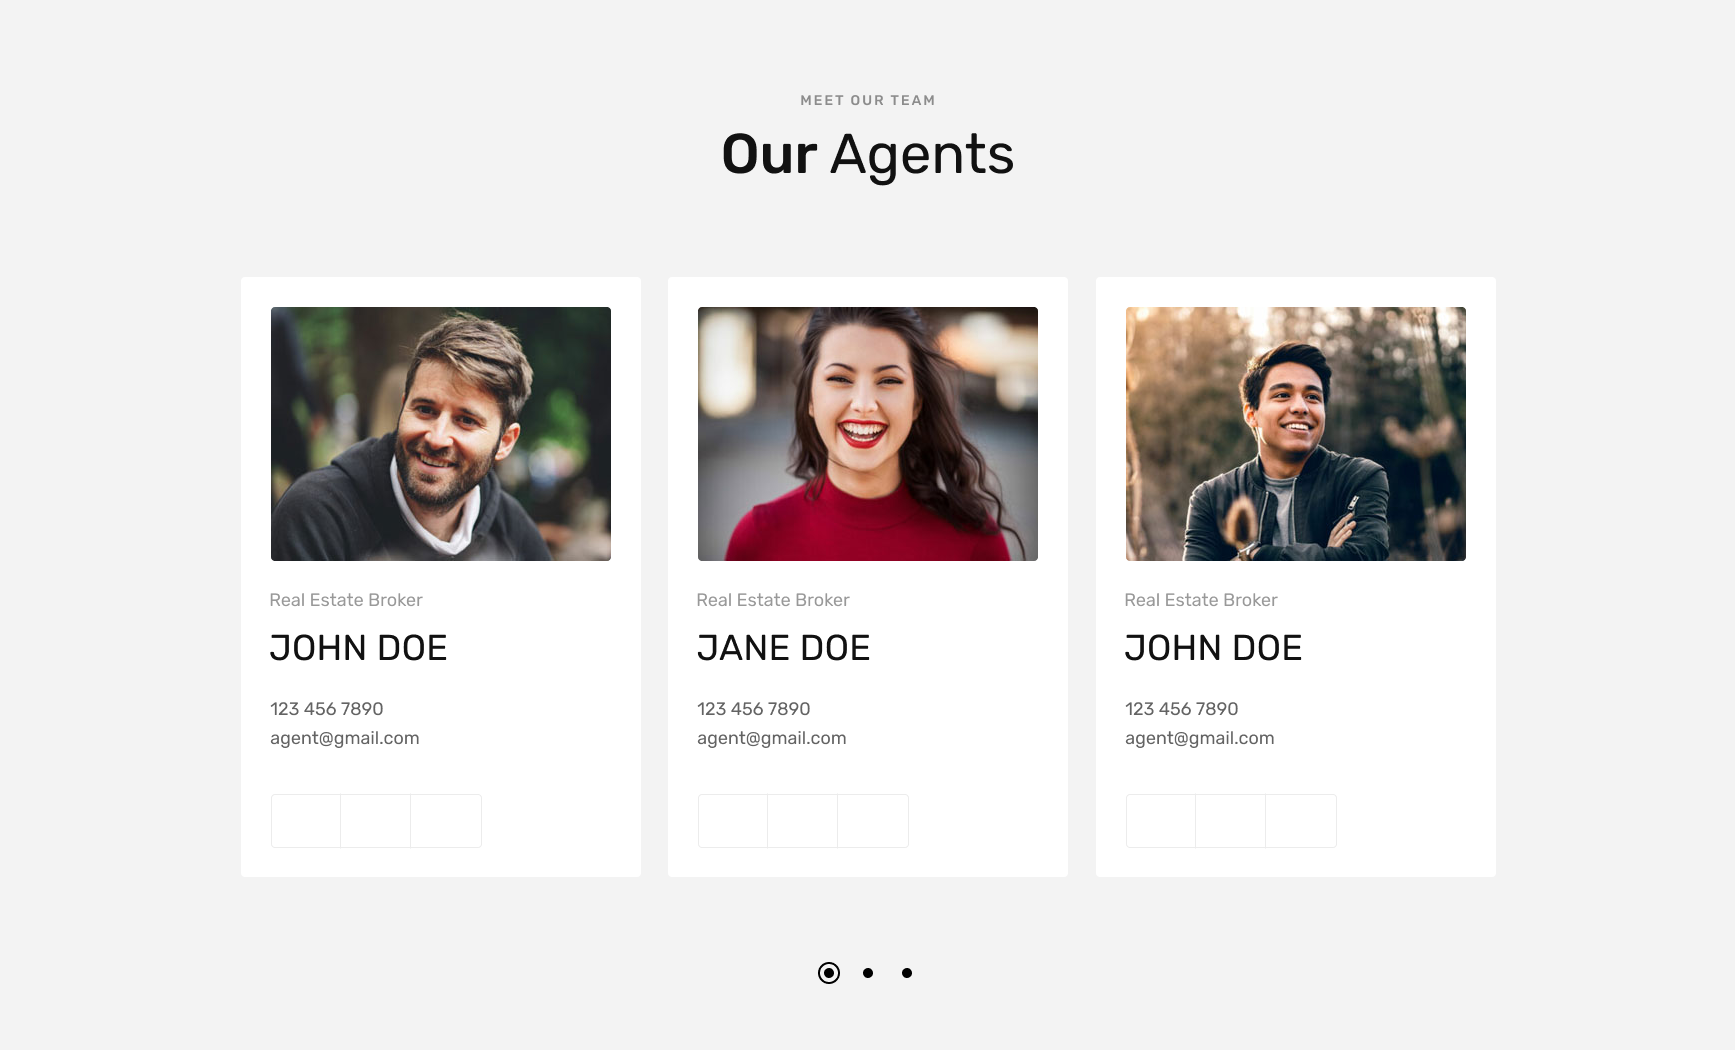 MEET OUR TEAM
Our Agents
Real Estate Broker
JOHN DOE
123 456 7890
agent@gmail.com
Real Estate Broker
JANE DOE
123 456 7890
agent@gmail.com
Real Estate Broker
JOHN DOE
123 456 7890
agent@gmail.com